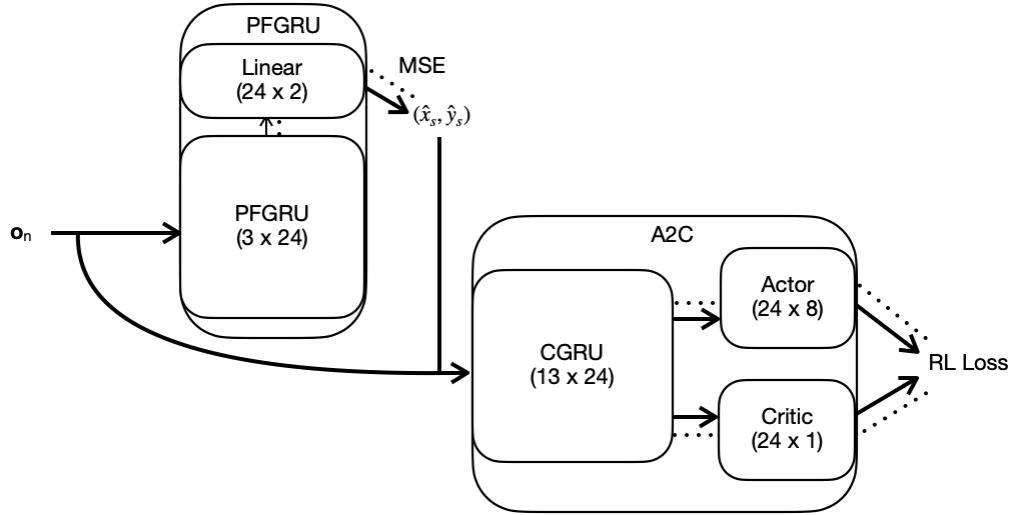 PFGRU
Linear
(24 x 2)
MSE
(x̂ₛ, ŷₛ)
PFGRU
(3 x 24)
oₙ
A2C
Actor
(24 x 8)
CGRU
(13 x 24)
RL Loss
Critic
(24 x 1)